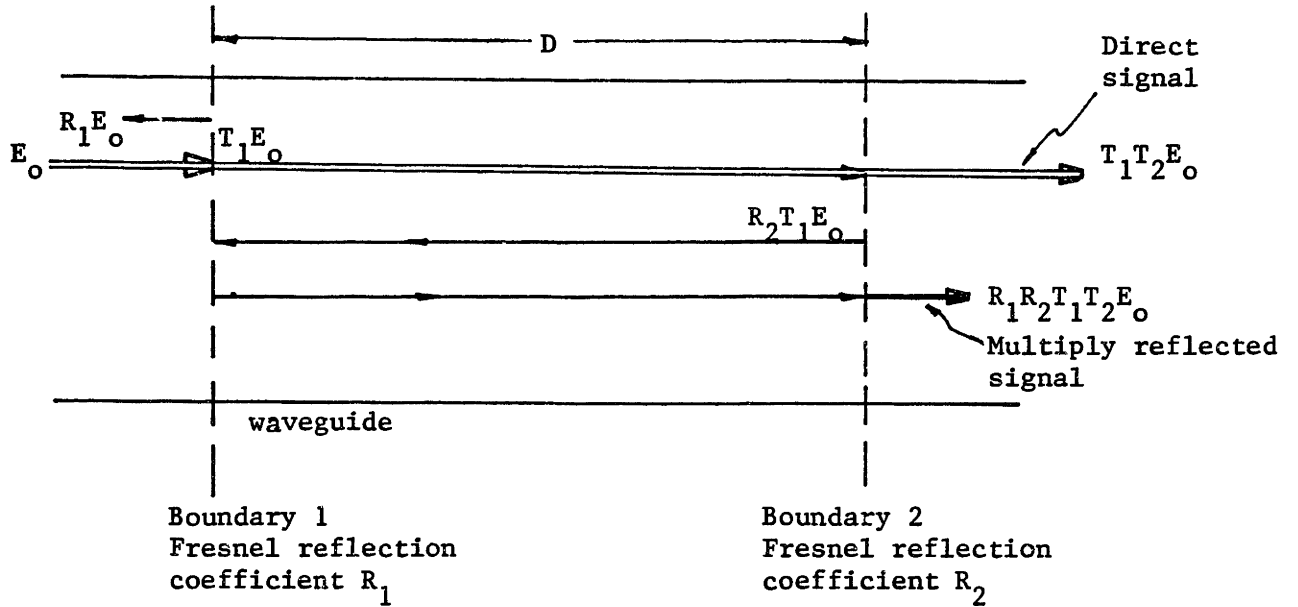 D
Direct
signal
R₁Eₒ
Eₒ
T₁Eₒ
T₁T₂Eₒ
R₂T₁Eₒ
R₁R₂T₁T₂Eₒ
Multiply reflected
signal
waveguide
Boundary 1
Fresnel reflection
coefficient R₁
Boundary 2
Fresnel reflection
coefficient R₂